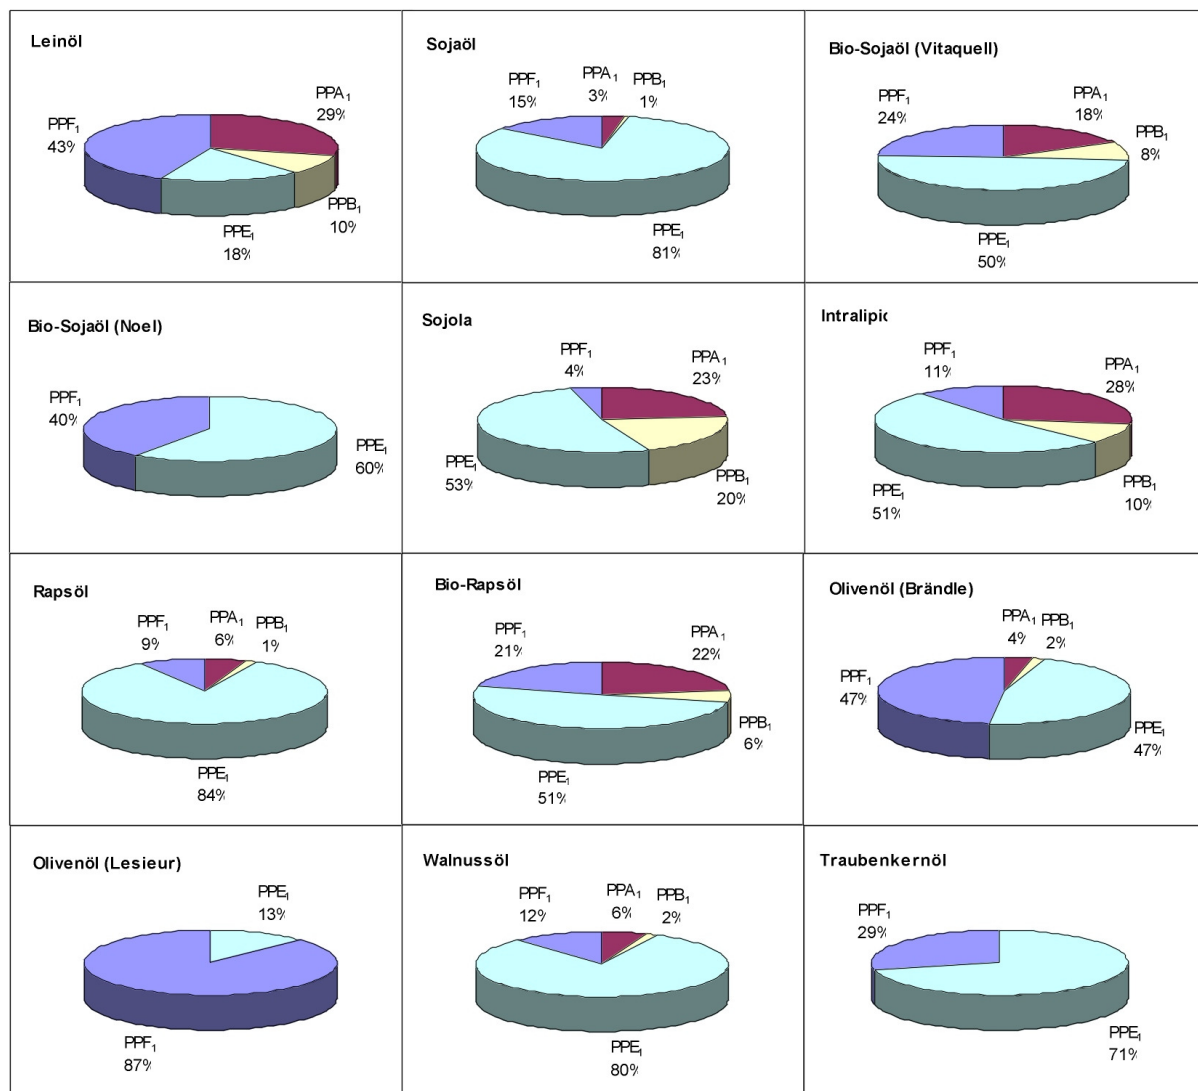 Leinöl
PPA₁
29%
PPF₁
43%
PPB₁
10%
PPE₁
18%
Sojaöl
PPF₁
15%
PPA₁
3%
PPB₁
1%
PPE₁
81%
Bio-Sojaöl (Vitaquell)
PPF₁
24%
PPA₁
18%
PPB₁
8%
PPE₁
50%
Bio-Sojaöl (Noel)
PPF₁
40%
PPE₁
60%
Sojola
PPF₁
4%
PPA₁
23%
PPE₁
53%
PPB₁
20%
Intralipic
PPF₁
11%
PPA₁
28%
PPE₁
51%
PPB₁
10%
Rapsöl
PPF₁
9%
PPA₁
6%
PPB₁
1%
PPE₁
84%
Bio-Rapsöl
PPF₁
21%
PPA₁
22%
PPB₁
6%
PPE₁
51%
Olivenöl (Brändle)
PPA₁
4%
PPB₁
2%
PPF₁
47%
PPE₁
47%
Olivenöl (Lesieur)
PPE₁
13%
PPF₁
87%
Walnussöl
PPF₁
12%
PPA₁
6%
PPB₁
2%
PPE₁
80%
Traubenkernöl
PPF₁
29%
PPE₁
71%